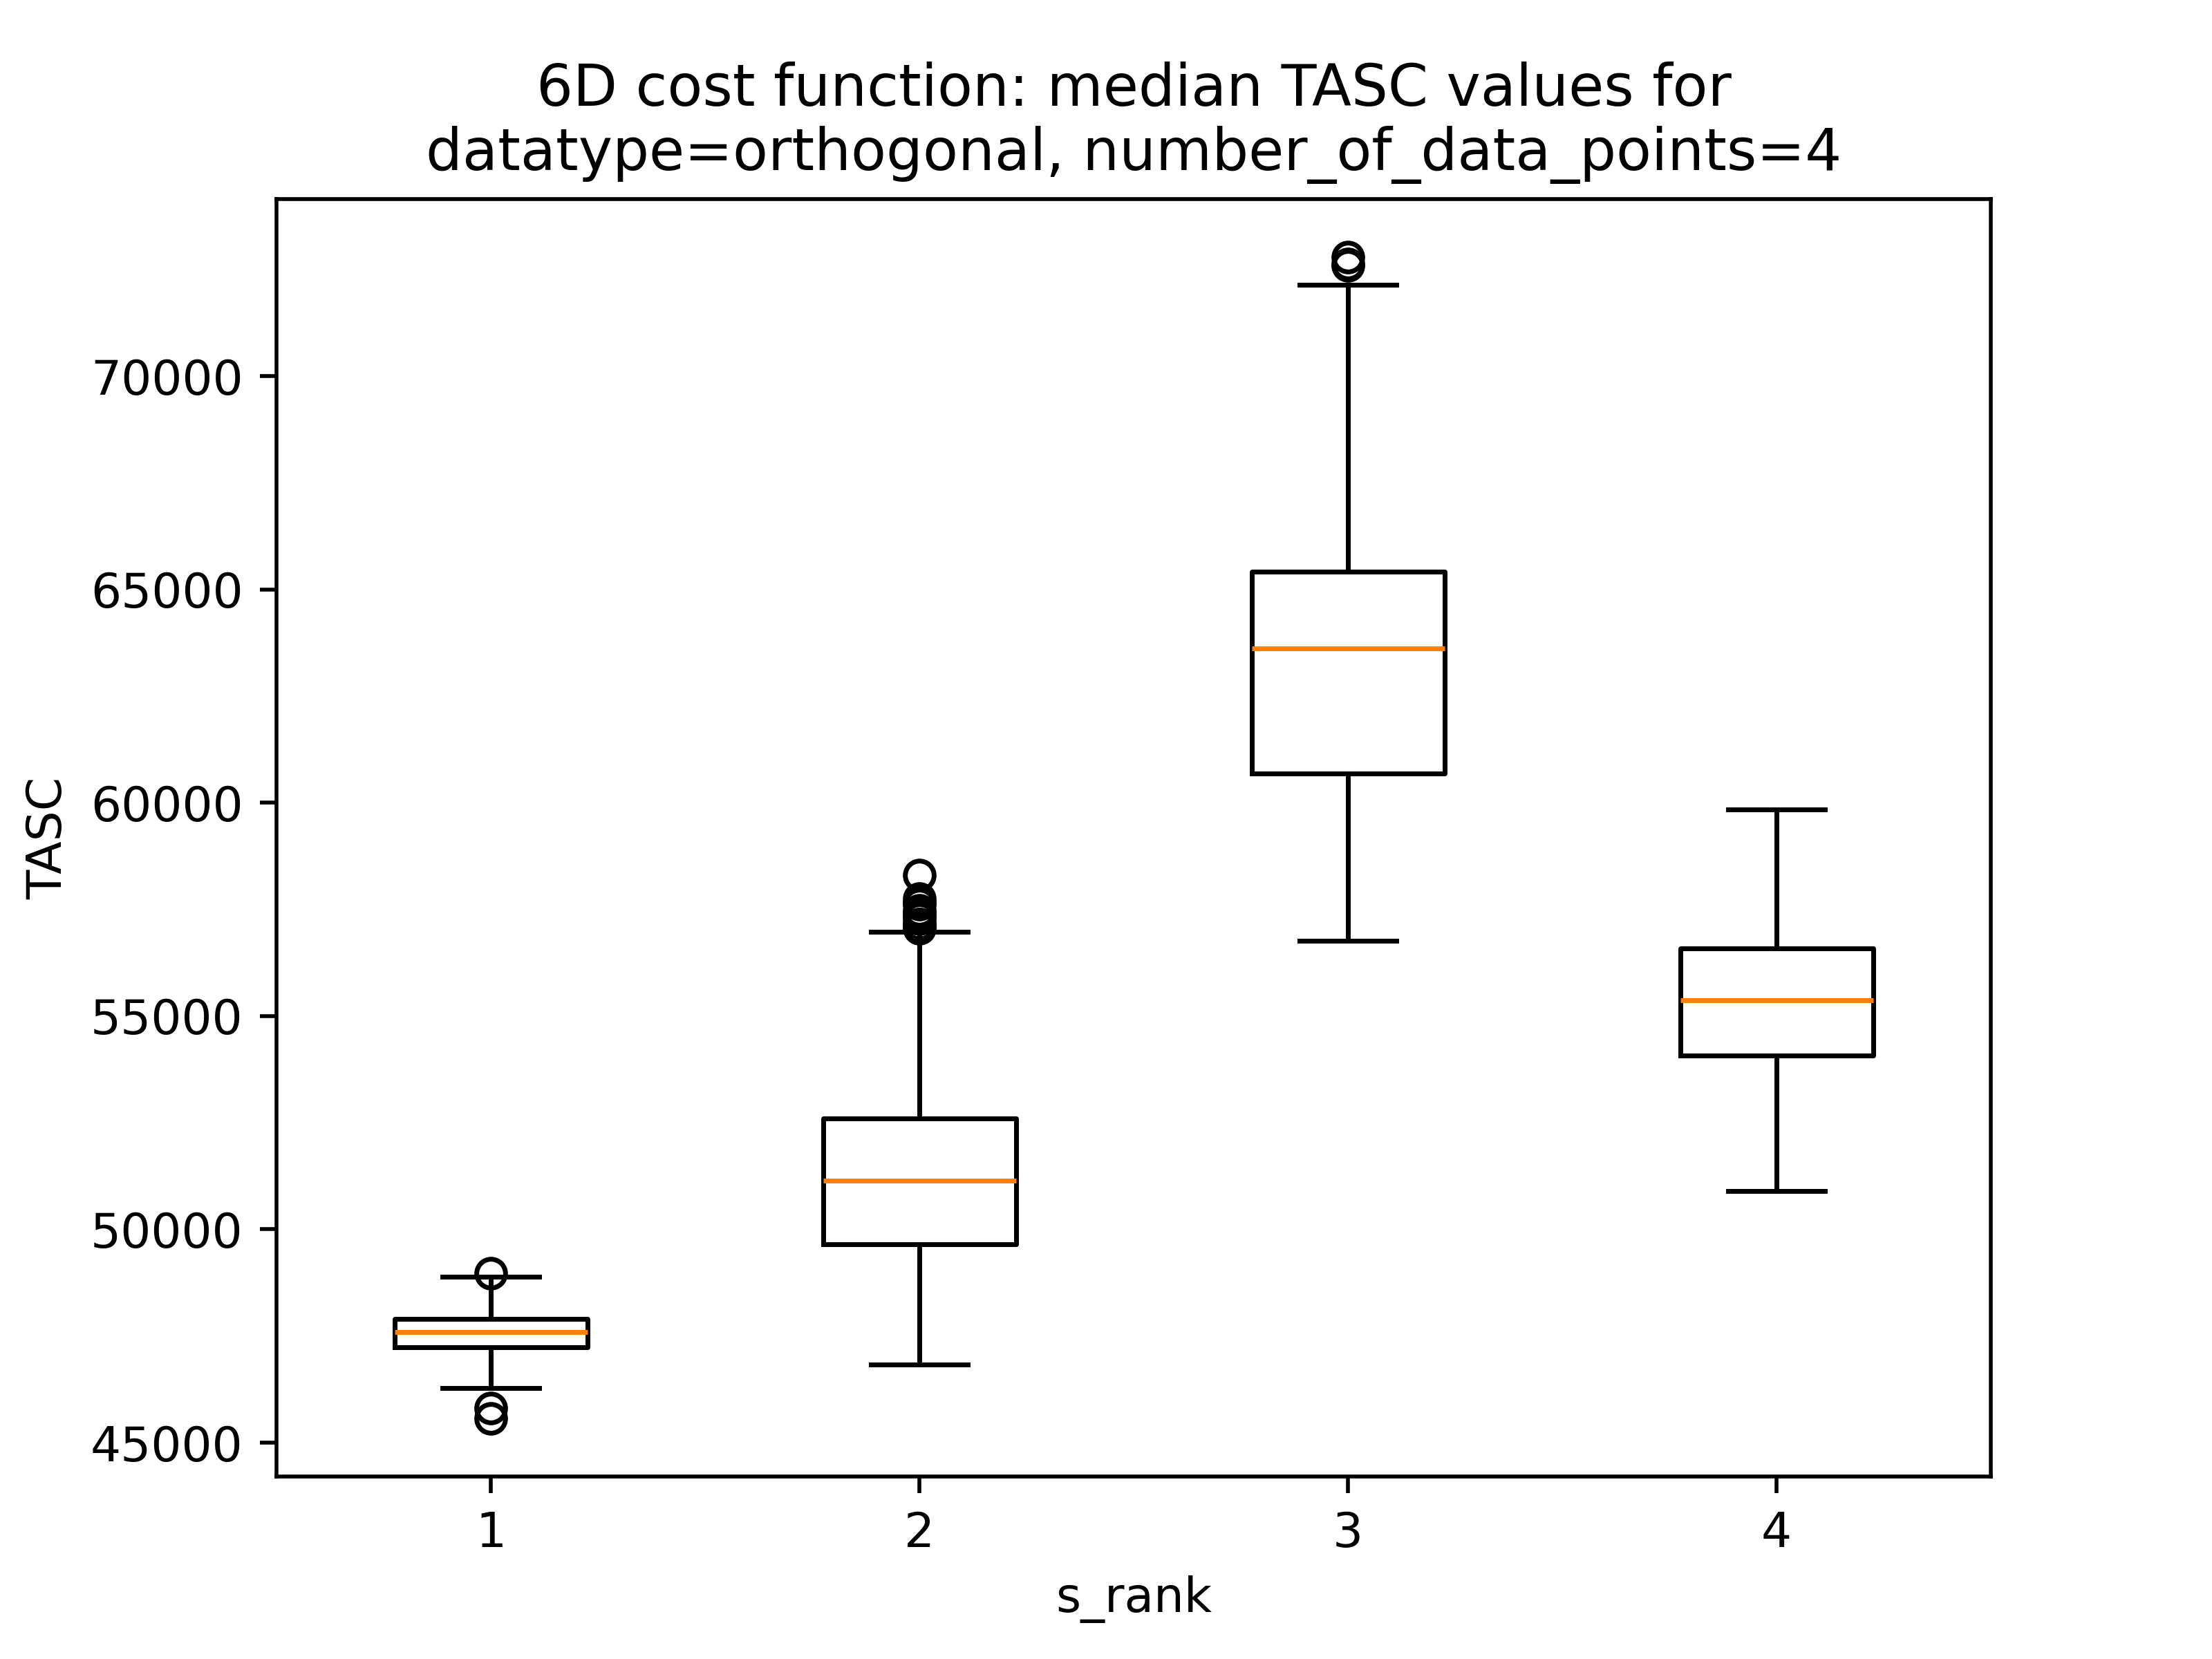 6D cost function: median TASC values for
datatype=orthogonal, number_of_data_points=4
TASC
70000
65000
60000
55000
50000
45000
1 2 3 4
s_rank